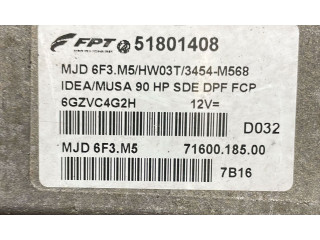 FPT 51801408
MJD 6F3.M5/HW03T/3454-M568
IDEA/MUSA 90 HP SDE DPF FCP
6GZVC4G2H 12V=
D032
MJD 6F3.M5 71600.185.00
7B16